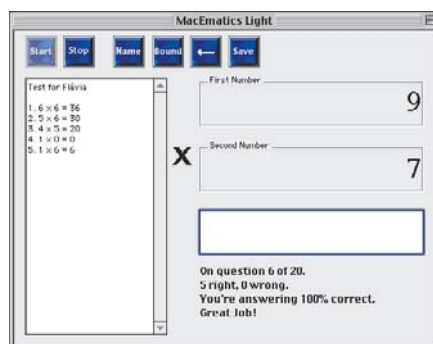 MacEmatics Light
Start Stop Name Bound ← Save
Test for Flávia
1. 6 x 6 = 36
2. 5 x 6 = 30
3. 4 x 5 = 20
4. 1 x 0 = 0
5. 1 x 6 = 6
First Number
9
X
Second Number
7
On question 6 of 20.
5 right, 0 wrong.
You're answering 100% correct.
Great Job!